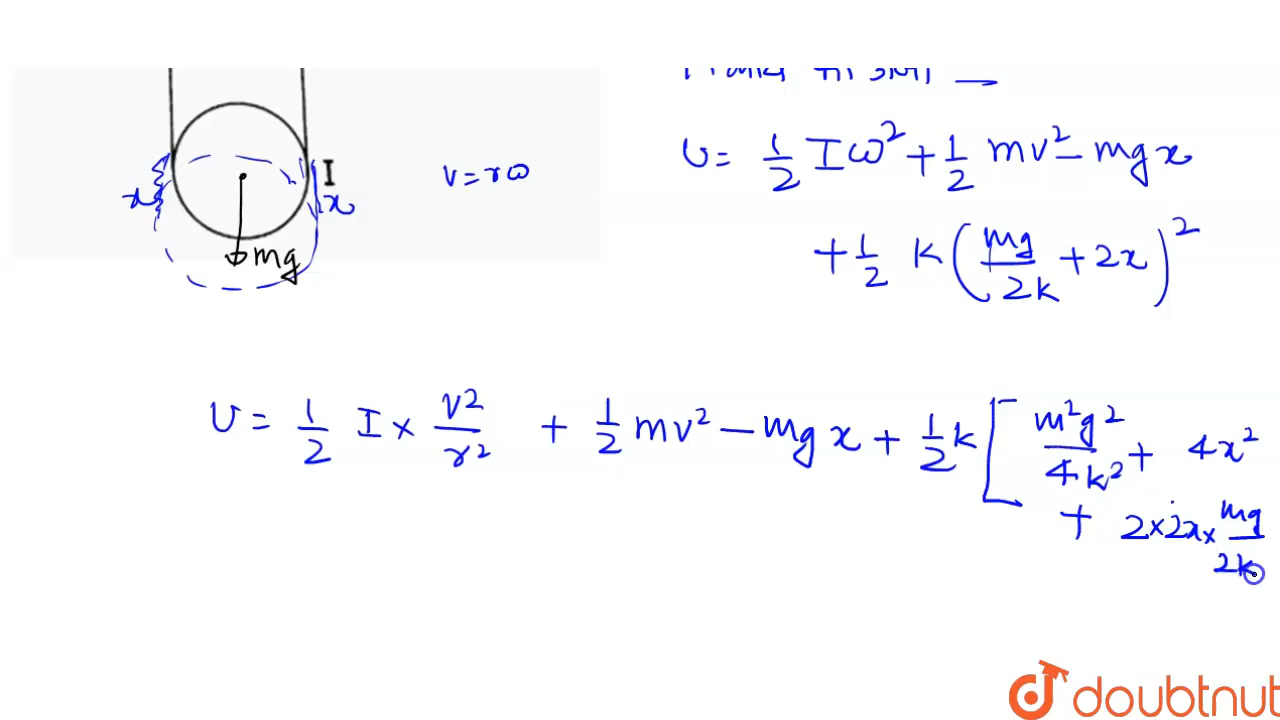 U = 1/2 Iω² + 1/2 mv² - mgx
I
x
x
v = rω
mg
+ 1/2 k (mg/2k + 2x)²
U = 1/2 I × v²/r² + 1/2 mv² - mgx + 1/2 k [ m²g²/4k² + 4x²
+ 2×2x× mg/2k
doubtnut